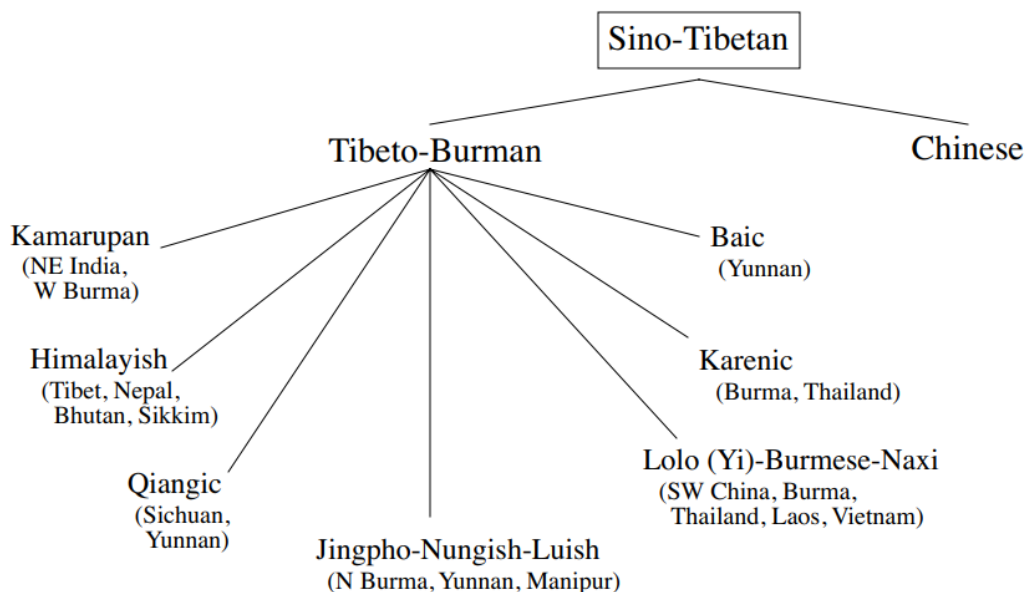 Sino-Tibetan
Tibeto-Burman
Chinese
Kamarupan
(NE India,
W Burma)
Baic
(Yunnan)
Himalayish
(Tibet, Nepal,
Bhutan, Sikkim)
Karenic
(Burma, Thailand)
Qiangic
(Sichuan,
Yunnan)
Lolo (Yi)-Burmese-Naxi
(SW China, Burma,
Thailand, Laos, Vietnam)
Jingpho-Nungish-Luish
(N Burma, Yunnan, Manipur)